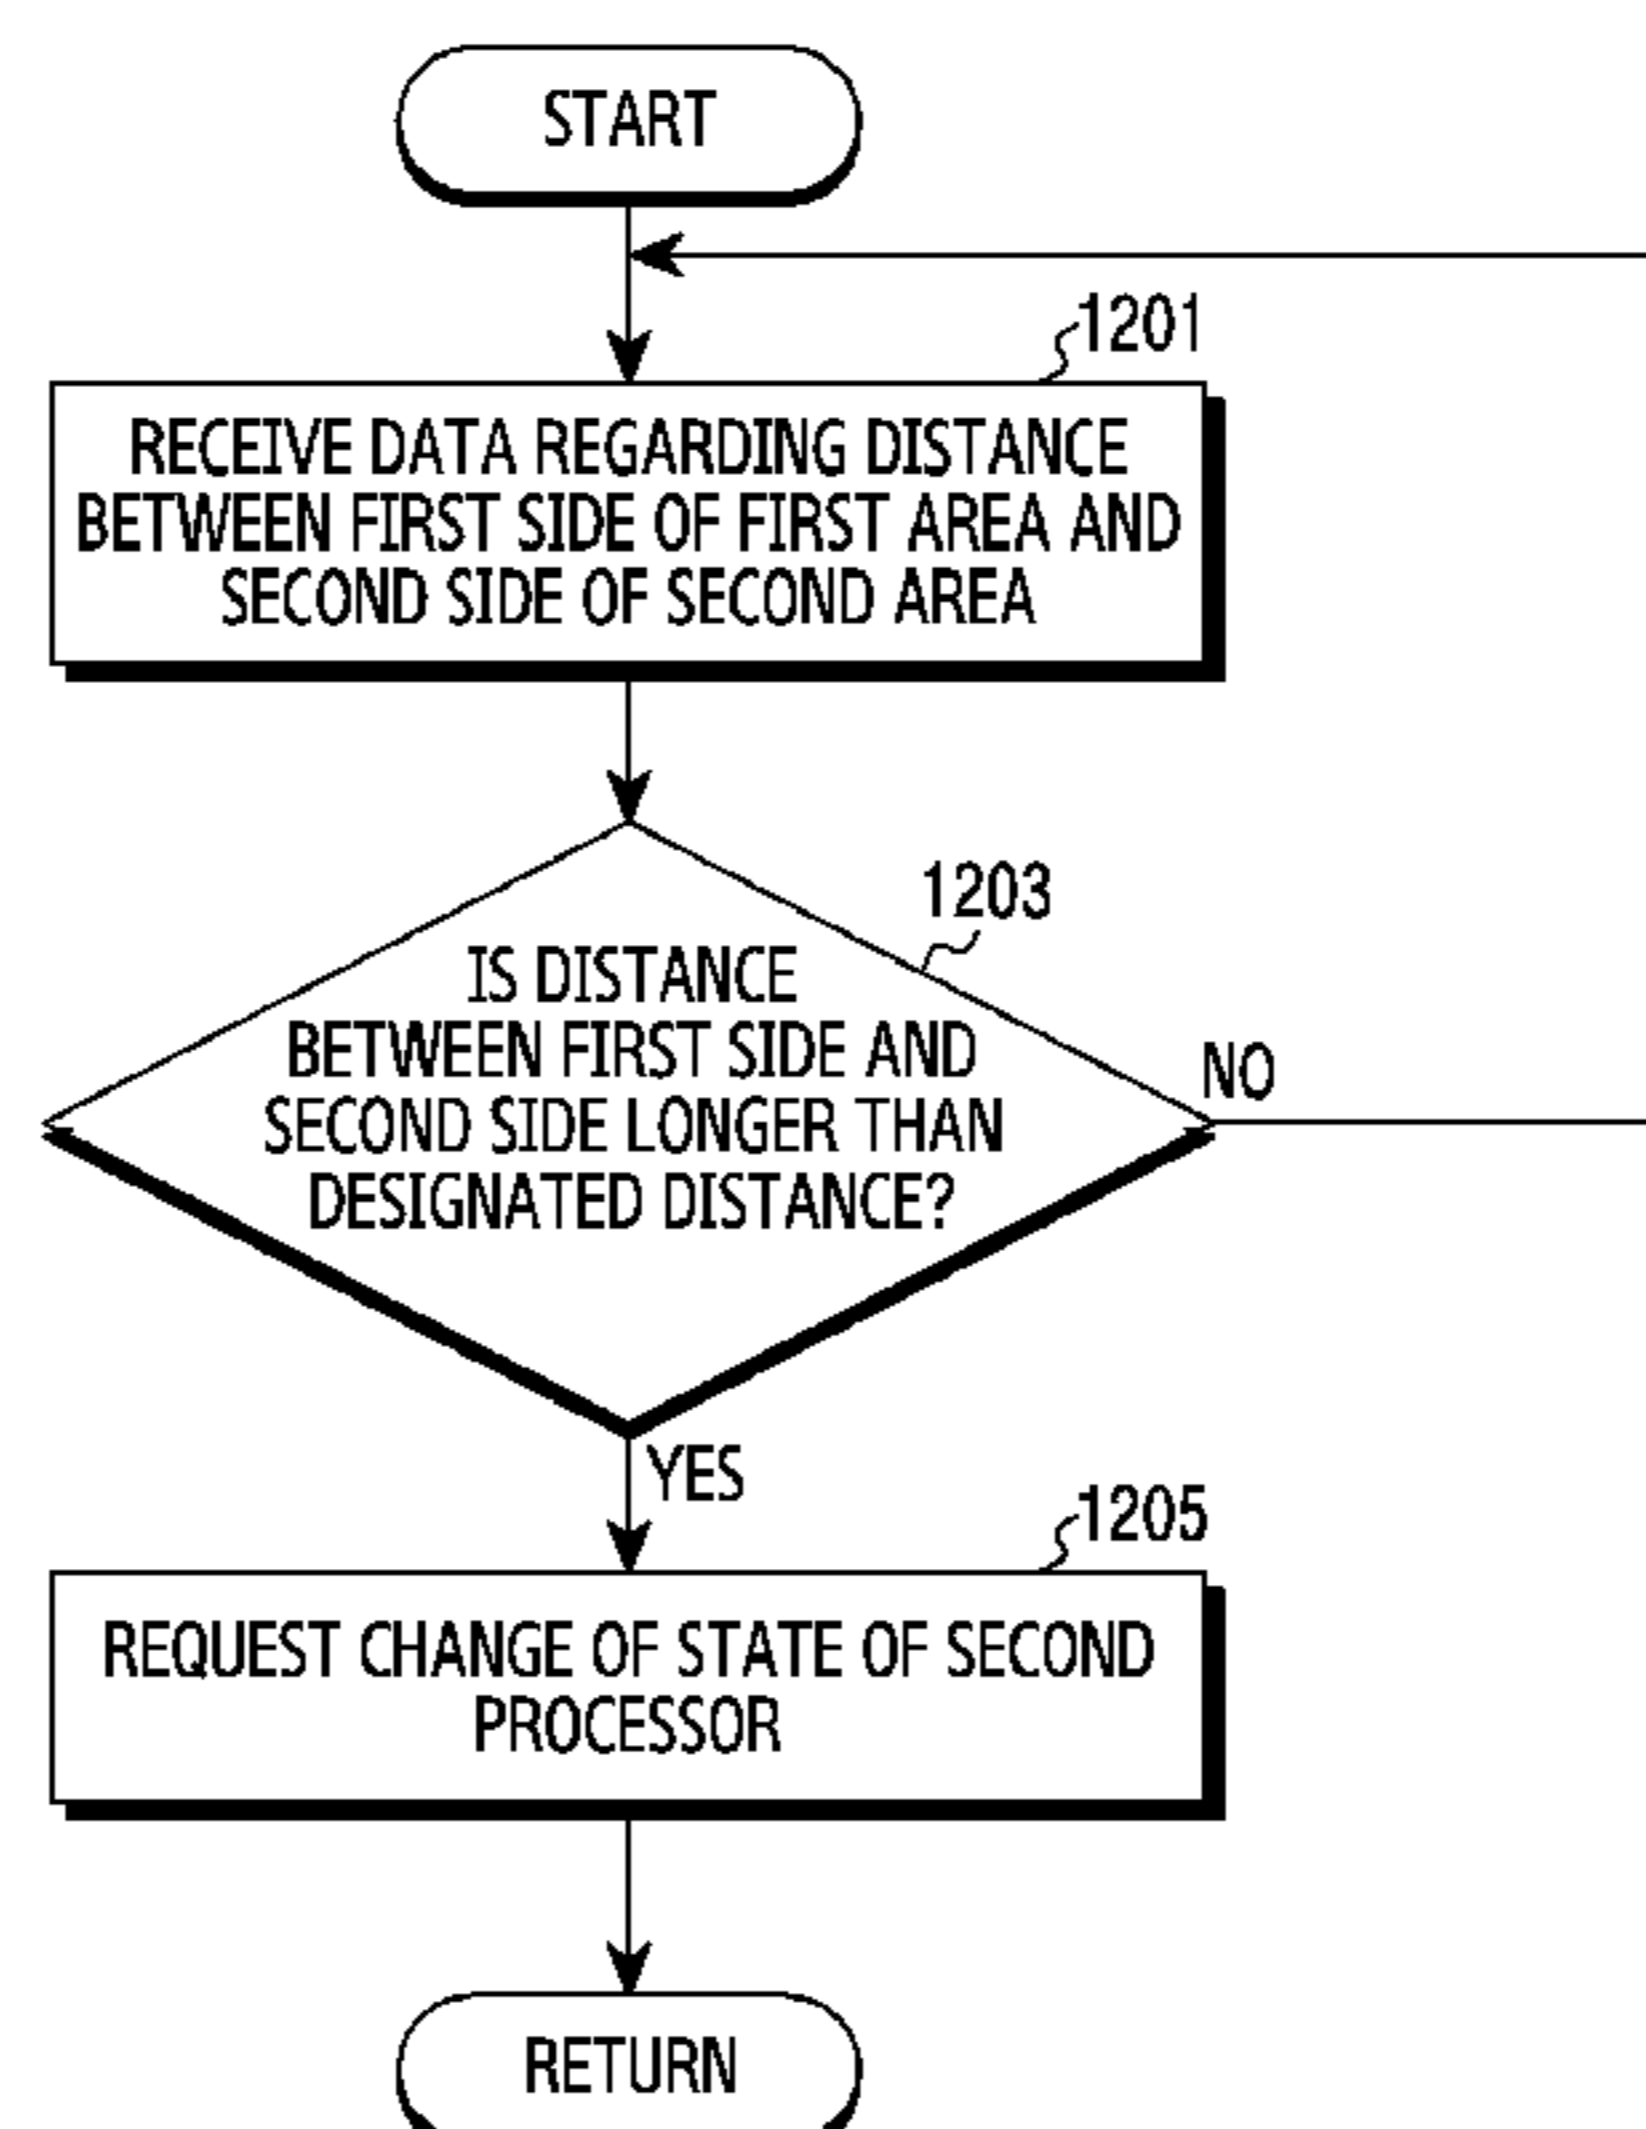 START
1201
RECEIVE DATA REGARDING DISTANCE
BETWEEN FIRST SIDE OF FIRST AREA AND
SECOND SIDE OF SECOND AREA
1203
IS DISTANCE
BETWEEN FIRST SIDE AND
SECOND SIDE LONGER THAN
DESIGNATED DISTANCE?
NO
YES
1205
REQUEST CHANGE OF STATE OF SECOND
PROCESSOR
RETURN